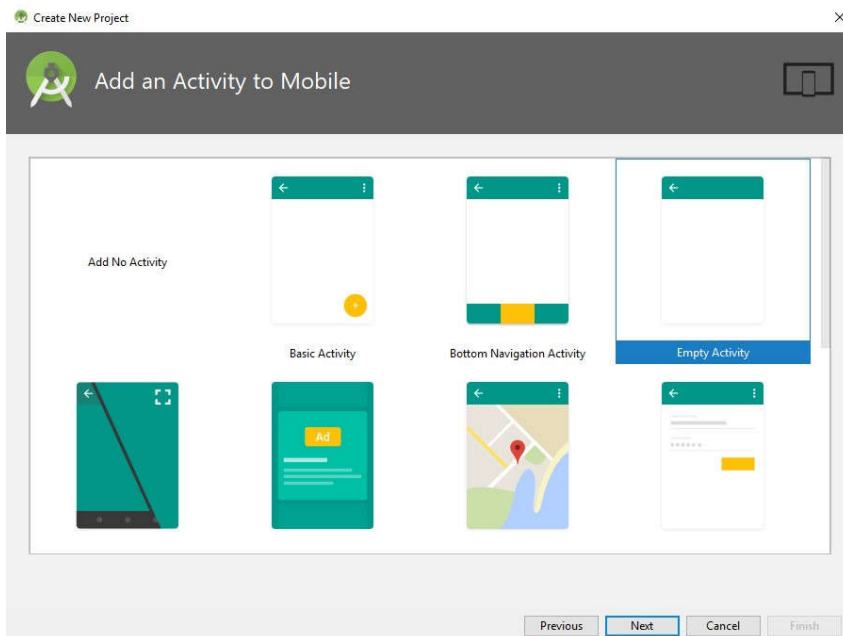 Create New Project
Add an Activity to Mobile
Add No Activity
Basic Activity
Bottom Navigation Activity
Empty Activity
Ad
Previous
Next
Cancel
Finish